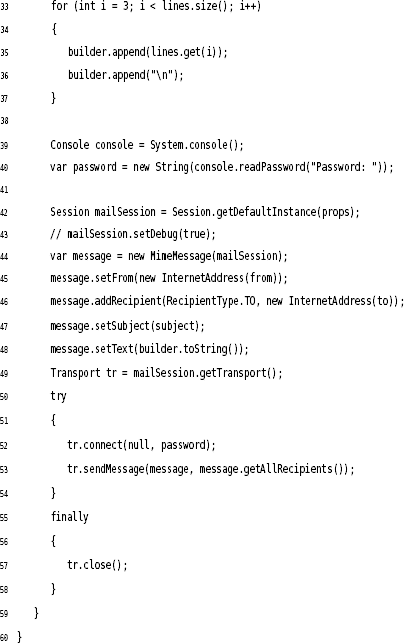 33 for (int i = 3; i < lines.size(); i++)
34 {
35 builder.append(lines.get(i));
36 builder.append("\n");
37 }
38
39 Console console = System.console();
40 var password = new String(console.readPassword("Password: "));
41
42 Session mailSession = Session.getDefaultInstance(props);
43 // mailSession.setDebug(true);
44 var message = new MimeMessage(mailSession);
45 message.setFrom(new InternetAddress(from));
46 message.addRecipient(RecipientType.TO, new InternetAddress(to));
47 message.setSubject(subject);
48 message.setText(builder.toString());
49 Transport tr = mailSession.getTransport();
50 try
51 {
52 tr.connect(null, password);
53 tr.sendMessage(message, message.getAllRecipients());
54 }
55 finally
56 {
57 tr.close();
58 }
59 }
60 }